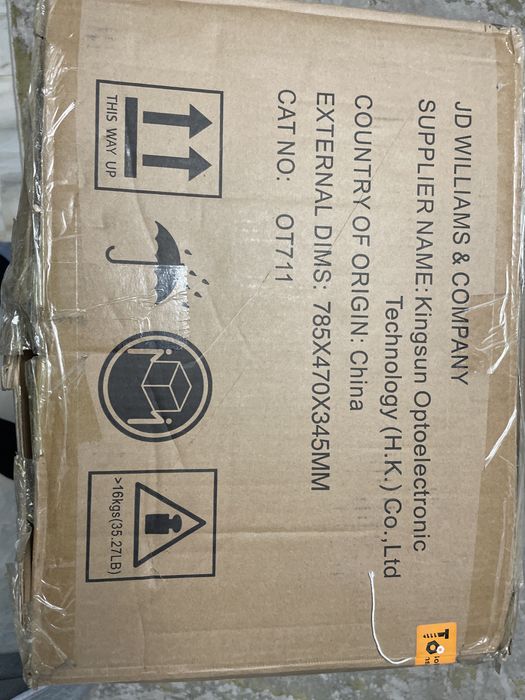 JD WILLIAMS & COMPANY
SUPPLIER NAME: Kingsun Optoelectronic
Technology (H.K.) Co.,Ltd
COUNTRY OF ORIGIN: China
EXTERNAL DIMS: 785X470X345MM
CAT NO: OT711
THIS WAY UP
>16kgs(35.27LB)